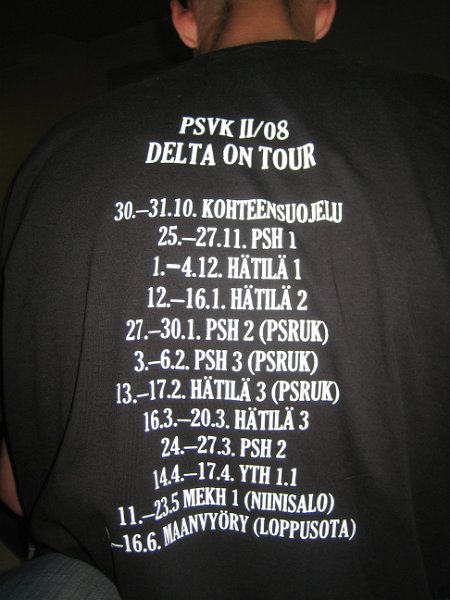 PSVK II/08
DELTA ON TOUR
30.–31.10. KOHTEENSUOJELU
25.–27.11. PSH 1
1.–4.12. HÄTILÄ 1
12.–16.1. HÄTILÄ 2
27.–30.1. PSH 2 (PSRUK)
3.–6.2. PSH 3 (PSRUK)
13.–17.2. HÄTILÄ 3 (PSRUK)
16.3.–20.3. HÄTILÄ 3
24.–27.3. PSH 2
14.4.–17.4. YTH 1.1
11.–23.5 MEKH 1 (NIINISALO)
–16.6. MAANVYÖRY (LOPPUSOTA)